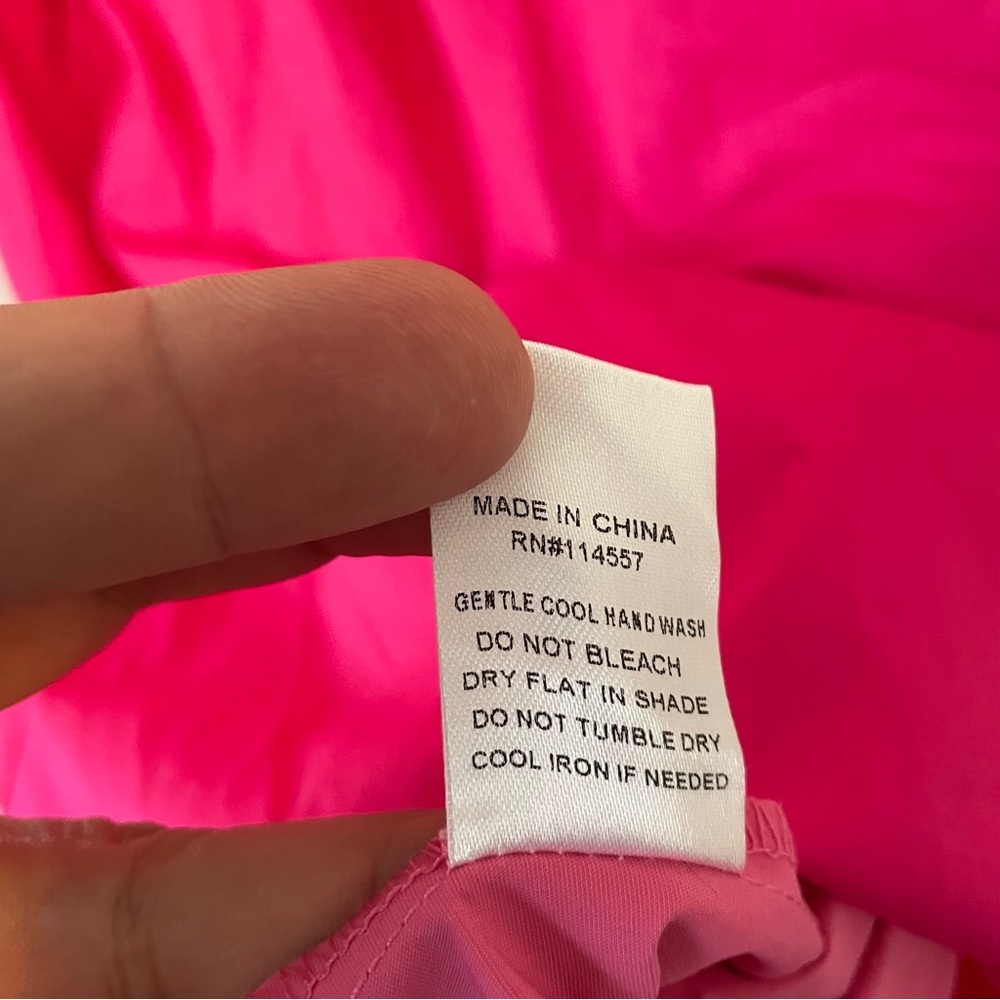 MADE IN CHINA
RN#114557
GENTLE COOL HAND WASH
DO NOT BLEACH
DRY FLAT IN SHADE
DO NOT TUMBLE DRY
COOL IRON IF NEEDED